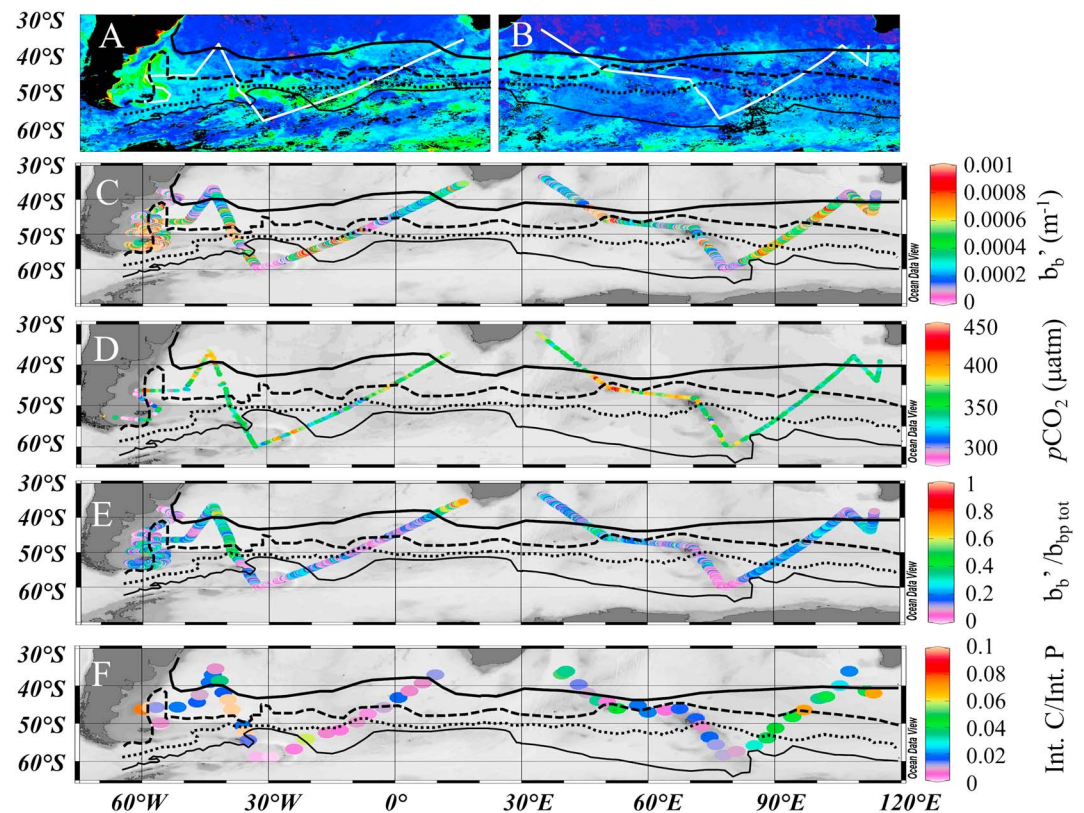 30°S
40°S
50°S
60°S
A
B
30°S
40°S
50°S
60°S
C
Ocean Data View
0.001
0.0008
0.0006
0.0004
0.0002
0
b_b' (m⁻¹)
30°S
40°S
50°S
60°S
D
Ocean Data View
450
400
350
300
pCO₂ (µatm)
30°S
40°S
50°S
60°S
E
Ocean Data View
1
0.8
0.6
0.4
0.2
0
b_b' /b_bp tot
30°S
40°S
50°S
60°S
F
Ocean Data View
0.1
0.08
0.06
0.04
0.02
0
Int. C/Int. P
60°W 30°W 0° 30°E 60°E 90°E 120°E